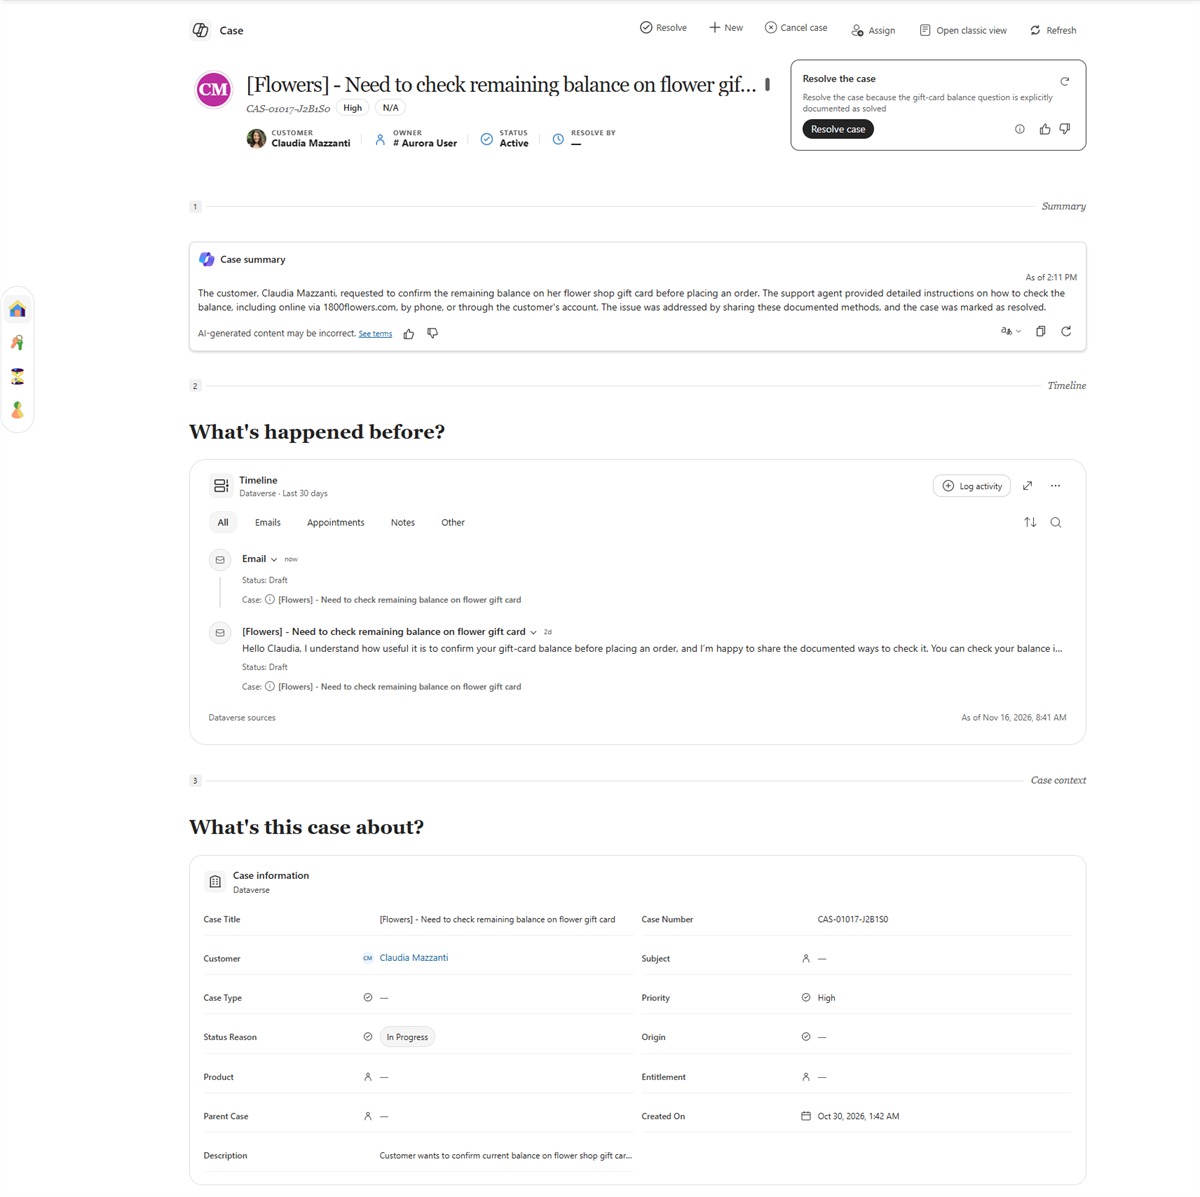 Case
Resolve
New
Cancel case
Assign
Open classic view
Refresh
CM
[Flowers] - Need to check remaining balance on flower gif...
CAS-01017-J2B1S0
High
N/A
CUSTOMER
Claudia Mazzanti
OWNER
# Aurora User
STATUS
Active
RESOLVE BY
—
Resolve the case
Resolve the case because the gift-card balance question is explicitly
documented as solved
Resolve case
1
Summary
Case summary
As of 2:11 PM
The customer, Claudia Mazzanti, requested to confirm the remaining balance on her flower shop gift card before placing an order. The support agent provided detailed instructions on how to check the
balance, including online via 1800flowers.com, by phone, or through the customer's account. The issue was addressed by sharing these documented methods, and the case was marked as resolved.
AI-generated content may be incorrect. See terms
2
Timeline
What's happened before?
Timeline
Dataverse · Last 30 days
Log activity
All
Emails
Appointments
Notes
Other
Email
now
Status: Draft
Case: [Flowers] - Need to check remaining balance on flower gift card
[Flowers] - Need to check remaining balance on flower gift card
2d
Hello Claudia, I understand how useful it is to confirm your gift-card balance before placing an order, and I'm happy to share the documented ways to check it. You can check your balance i...
Status: Draft
Case: [Flowers] - Need to check remaining balance on flower gift card
Dataverse sources
As of Nov 16, 2026, 8:41 AM
3
Case context
What's this case about?
Case information
Dataverse
Case Title
[Flowers] - Need to check remaining balance on flower gift card
Case Number
CAS-01017-J2B1S0
Customer
CM
Claudia Mazzanti
Subject
—
Case Type
—
Priority
High
Status Reason
In Progress
Origin
—
Product
—
Entitlement
—
Parent Case
—
Created On
Oct 30, 2026, 1:42 AM
Description
Customer wants to confirm current balance on flower shop gift car...